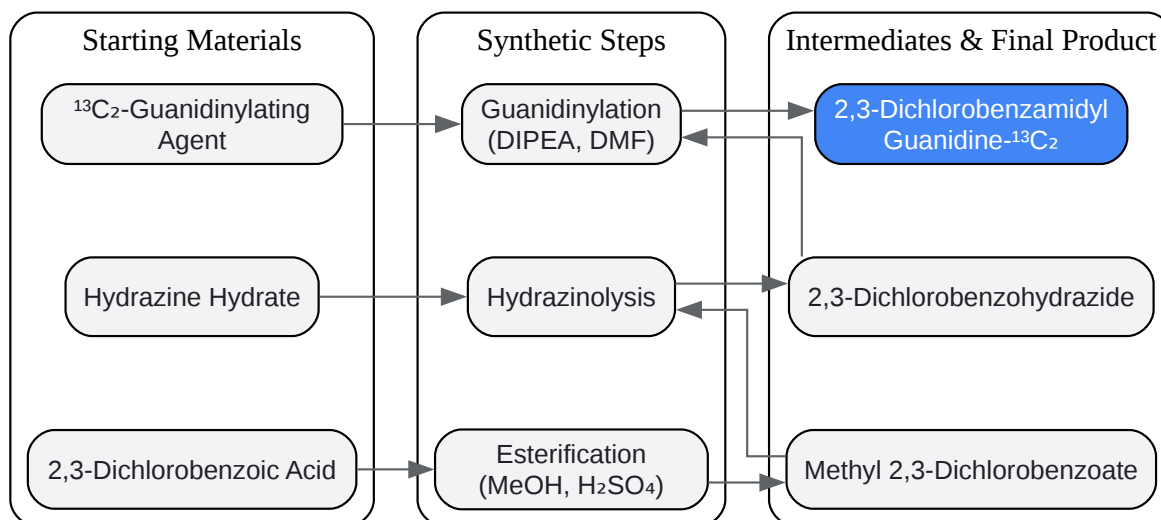 Starting Materials
¹³C₂-Guanidinylating
Agent
Hydrazine Hydrate
2,3-Dichlorobenzoic Acid
Synthetic Steps
Guanidinylation
(DIPEA, DMF)
Hydrazinolysis
Esterification
(MeOH, H₂SO₄)
Intermediates & Final Product
2,3-Dichlorobenzamidyl
Guanidine-¹³C₂
2,3-Dichlorobenzohydrazide
Methyl 2,3-Dichlorobenzoate